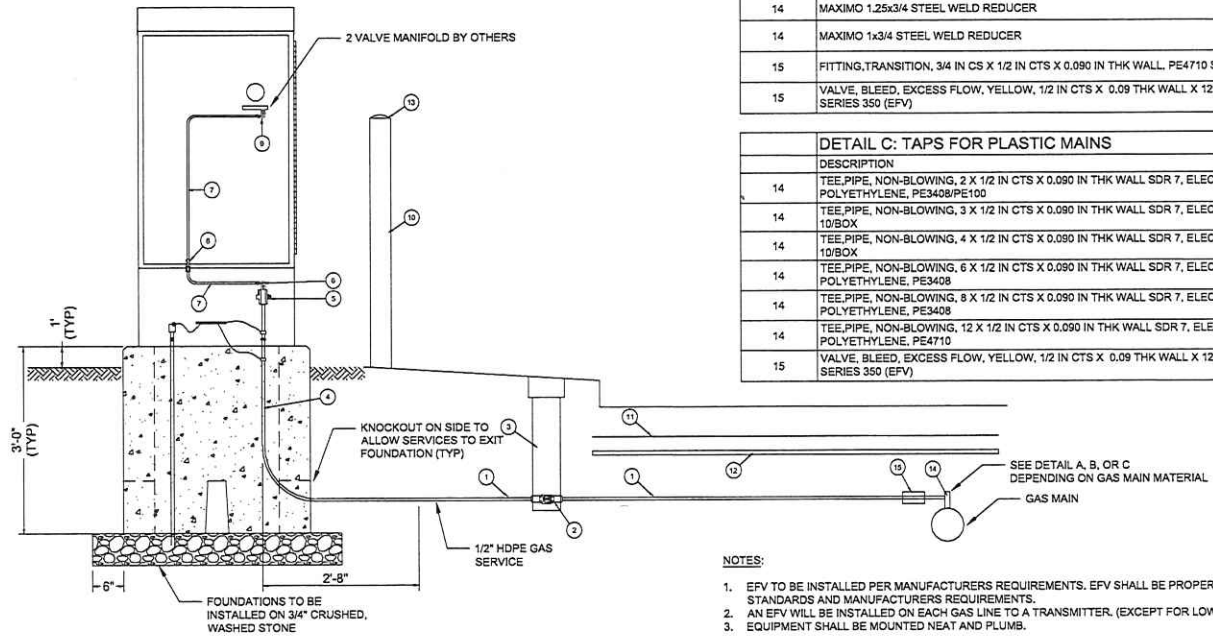 2 VALVE MANIFOLD BY OTHERS
13
9
7
10
8
6
7
5
1'
(TYP)
4
3'-0"
(TYP)
KNOCKOUT ON SIDE TO
ALLOW SERVICES TO EXIT
FOUNDATION (TYP)
3
11
12
1
1
15
14
SEE DETAIL A, B, OR C
DEPENDING ON GAS MAIN MATERIAL
GAS MAIN
2
1/2" HDPE GAS
SERVICE
6"
2'-8"
FOUNDATIONS TO BE
INSTALLED ON 3/4" CRUSHED,
WASHED STONE
14 MAXIMO 1.25x3/4 STEEL WELD REDUCER
14 MAXIMO 1x3/4 STEEL WELD REDUCER
15 FITTING,TRANSITION, 3/4 IN CS X 1/2 IN CTS X 0.090 IN THK WALL, PE4710 S
15 VALVE, BLEED, EXCESS FLOW, YELLOW, 1/2 IN CTS X 0.09 THK WALL X 12
SERIES 350 (EFV)
DETAIL C: TAPS FOR PLASTIC MAINS
DESCRIPTION
14 TEE,PIPE, NON-BLOWING, 2 X 1/2 IN CTS X 0.090 IN THK WALL SDR 7, ELEC
POLYETHYLENE, PE3408/PE100
14 TEE,PIPE, NON-BLOWING, 3 X 1/2 IN CTS X 0.090 IN THK WALL SDR 7, ELEC
10/BOX
14 TEE,PIPE, NON-BLOWING, 4 X 1/2 IN CTS X 0.090 IN THK WALL SDR 7, ELEC
10/BOX
14 TEE,PIPE, NON-BLOWING, 6 X 1/2 IN CTS X 0.090 IN THK WALL SDR 7, ELEC
POLYETHYLENE, PE3408
14 TEE,PIPE, NON-BLOWING, 8 X 1/2 IN CTS X 0.090 IN THK WALL SDR 7, ELEC
POLYETHYLENE, PE3408
14 TEE,PIPE, NON-BLOWING, 12 X 1/2 IN CTS X 0.090 IN THK WALL SDR 7, ELE
POLYETHYLENE, PE4710
15 VALVE, BLEED, EXCESS FLOW, YELLOW, 1/2 IN CTS X 0.09 THK WALL X 12
SERIES 350 (EFV)
NOTES:
1. EFV TO BE INSTALLED PER MANUFACTURERS REQUIREMENTS. EFV SHALL BE PROPER
STANDARDS AND MANUFACTURERS REQUIREMENTS.
2. AN EFV WILL BE INSTALLED ON EACH GAS LINE TO A TRANSMITTER. (EXCEPT FOR LOW
3. EQUIPMENT SHALL BE MOUNTED NEAT AND PLUMB.